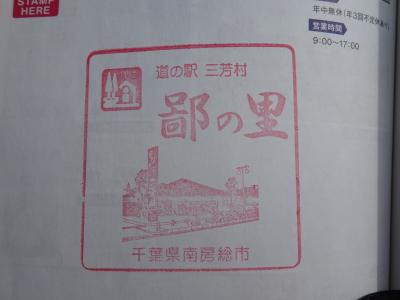 STAMP
HERE
年中無休(年3回不定休あり)
営業時間
9:00~17:00
道の駅 三芳村
鄙の里
千葉県南房総市